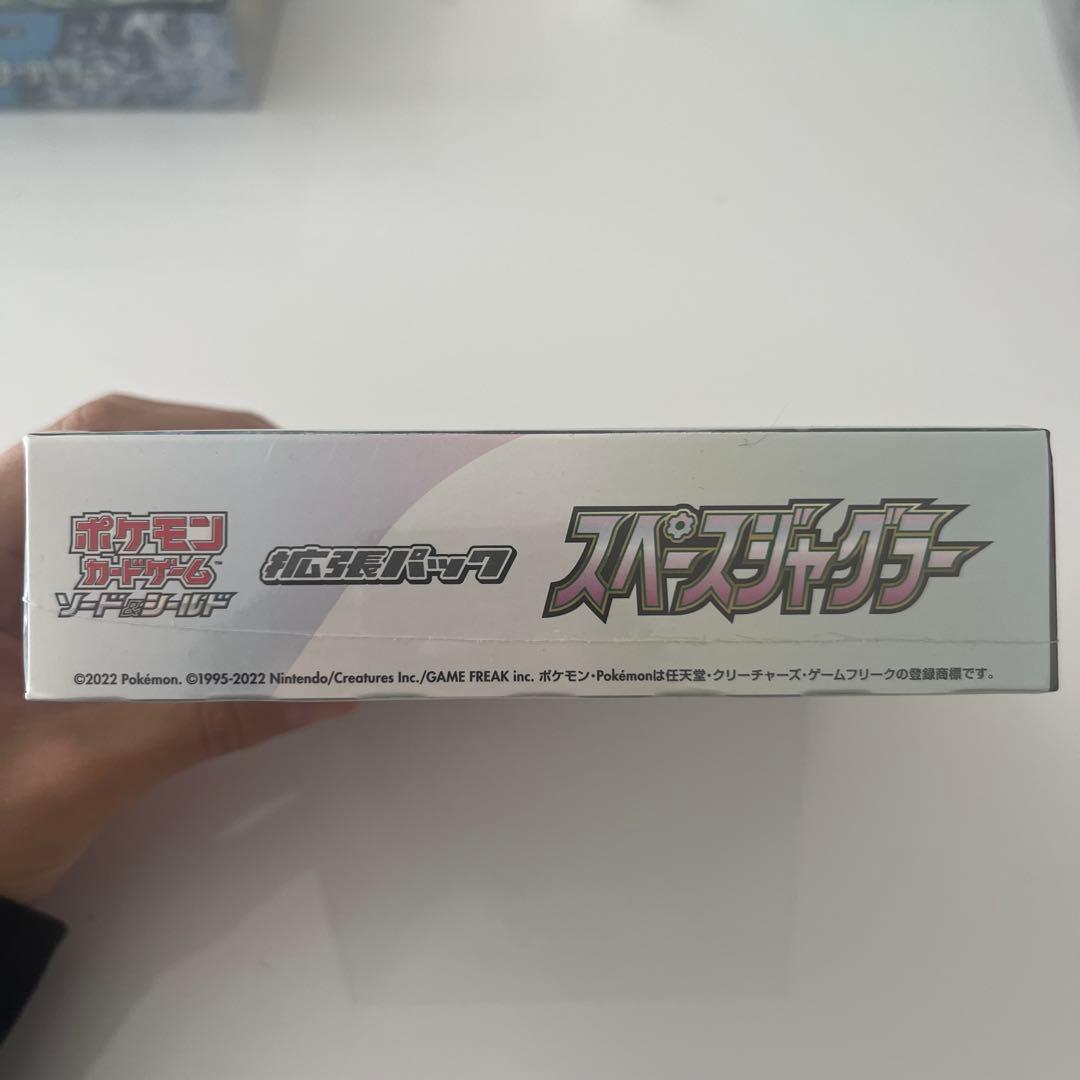 ポケモン
カードゲーム™
ソード&シールド
拡張パック
スペースジャグラー
©2022 Pokémon. ©1995-2022 Nintendo/Creatures Inc./GAME FREAK inc. ポケモン・Pokémonは任天堂・クリーチャーズ・ゲームフリークの登録商標です。